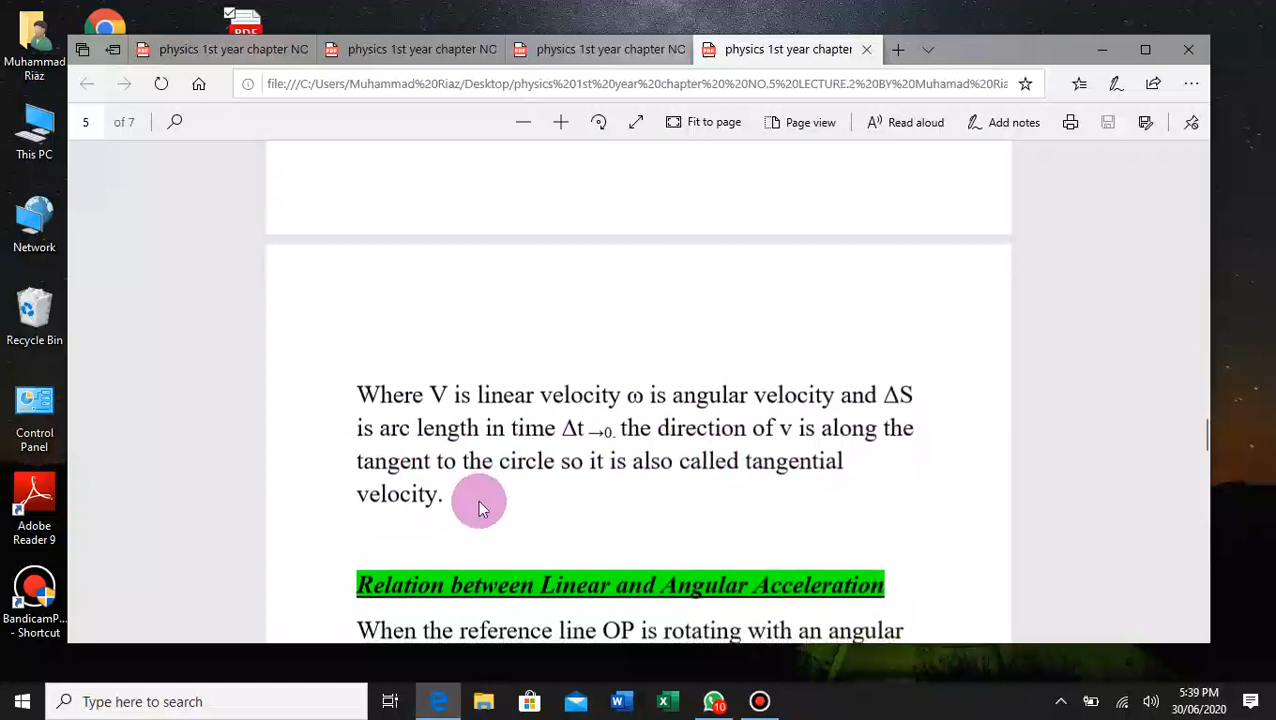 Muhammad
Riaz
PDF
physics 1st year chapter NO
physics 1st year chapter NO
physics 1st year chapter NO
physics 1st year chapter
file:///C:/Users/Muhammad%20Riaz/Desktop/physics%201st%20year%20chapter%20%20NO.5%20LECTURE.2%20BY%20Muhamad%20Ria
5 of 7
Fit to page
Page view
Read aloud
Add notes
This PC
Network
Recycle Bin
Control
Panel
Adobe
Reader 9
BandicamP...
- Shortcut
Where V is linear velocity ω is angular velocity and ΔS
is arc length in time Δt →0. the direction of v is along the
tangent to the circle so it is also called tangential
velocity.
Relation between Linear and Angular Acceleration
When the reference line OP is rotating with an angular
Type here to search
10
5:39 PM
30/06/2020